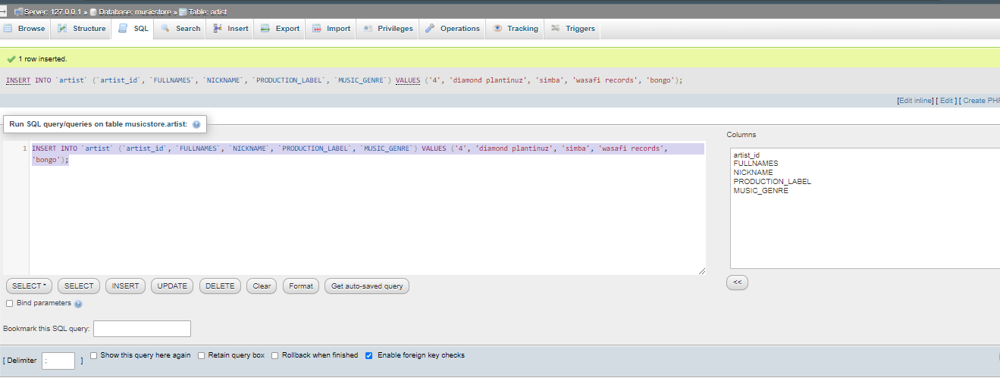 Server: 127.0.0.1 » Database: musicstore » Table: artist
Browse Structure SQL Search Insert Export Import Privileges Operations Tracking Triggers
1 row inserted.
INSERT INTO `artist` (`artist_id`, `FULLNAMES`, `NICKNAME`, `PRODUCTION_LABEL`, `MUSIC_GENRE`) VALUES ('4', 'diamond plantinuz', 'simba', 'wasafi records', 'bongo');
[Edit inline] [ Edit ] [ Create PHP
Run SQL query/queries on table musicstore.artist:
Columns
1 INSERT INTO `artist` (`artist_id`, `FULLNAMES`, `NICKNAME`, `PRODUCTION_LABEL`, `MUSIC_GENRE`) VALUES ('4', 'diamond plantinuz', 'simba', 'wasafi records',
'bongo');
artist_id
FULLNAMES
NICKNAME
PRODUCTION_LABEL
MUSIC_GENRE
SELECT * SELECT INSERT UPDATE DELETE Clear Format Get auto-saved query
<<
Bind parameters
Bookmark this SQL query:
[ Delimiter ; ] Show this query here again Retain query box Rollback when finished Enable foreign key checks